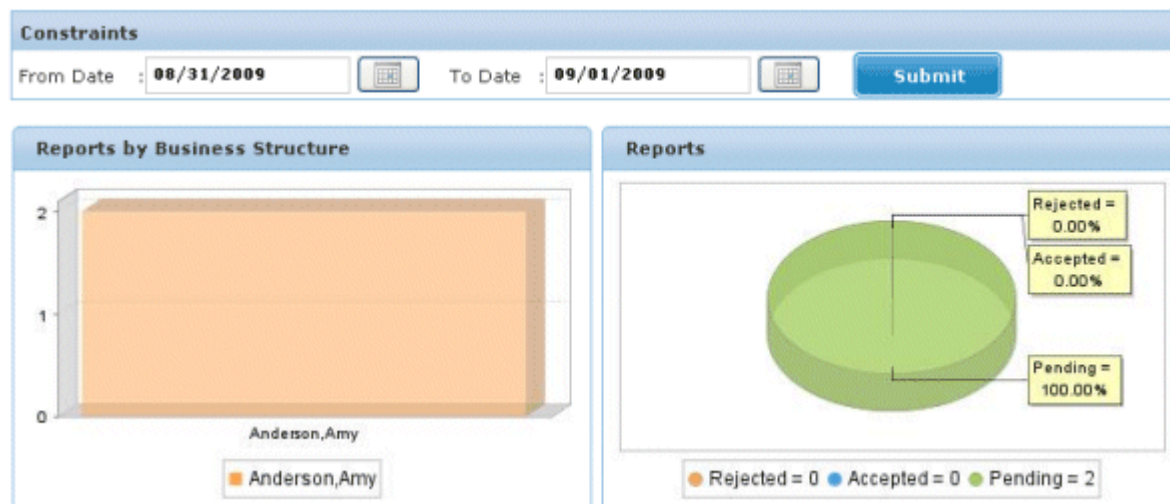 Constraints
From Date : 08/31/2009 To Date : 09/01/2009 Submit
Reports by Business Structure
2
1
0
Anderson,Amy
Anderson,Amy
Reports
Rejected =
0.00%
Accepted =
0.00%
Pending =
100.00%
Rejected = 0 Accepted = 0 Pending = 2